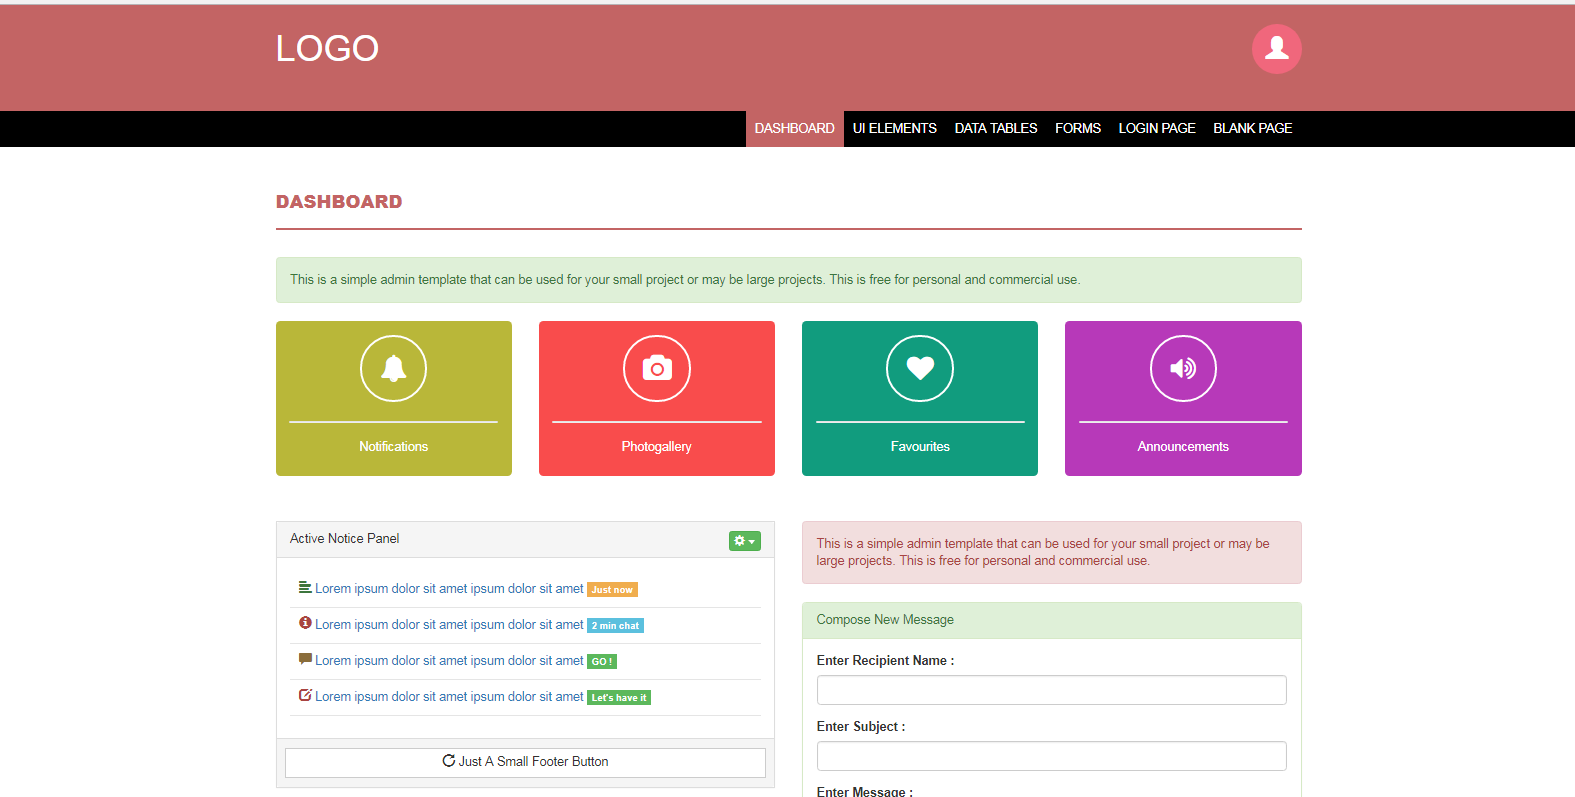 LOGO
DASHBOARD UI ELEMENTS DATA TABLES FORMS LOGIN PAGE BLANK PAGE
DASHBOARD
This is a simple admin template that can be used for your small project or may be large projects. This is free for personal and commercial use.
Notifications
Photogallery
Favourites
Announcements
Active Notice Panel
Lorem ipsum dolor sit amet ipsum dolor sit amet Just now
Lorem ipsum dolor sit amet ipsum dolor sit amet 2 min chat
Lorem ipsum dolor sit amet ipsum dolor sit amet GO !
Lorem ipsum dolor sit amet ipsum dolor sit amet Let's have it
Just A Small Footer Button
This is a simple admin template that can be used for your small project or may be
large projects. This is free for personal and commercial use.
Compose New Message
Enter Recipient Name :
Enter Subject :
Enter Message :